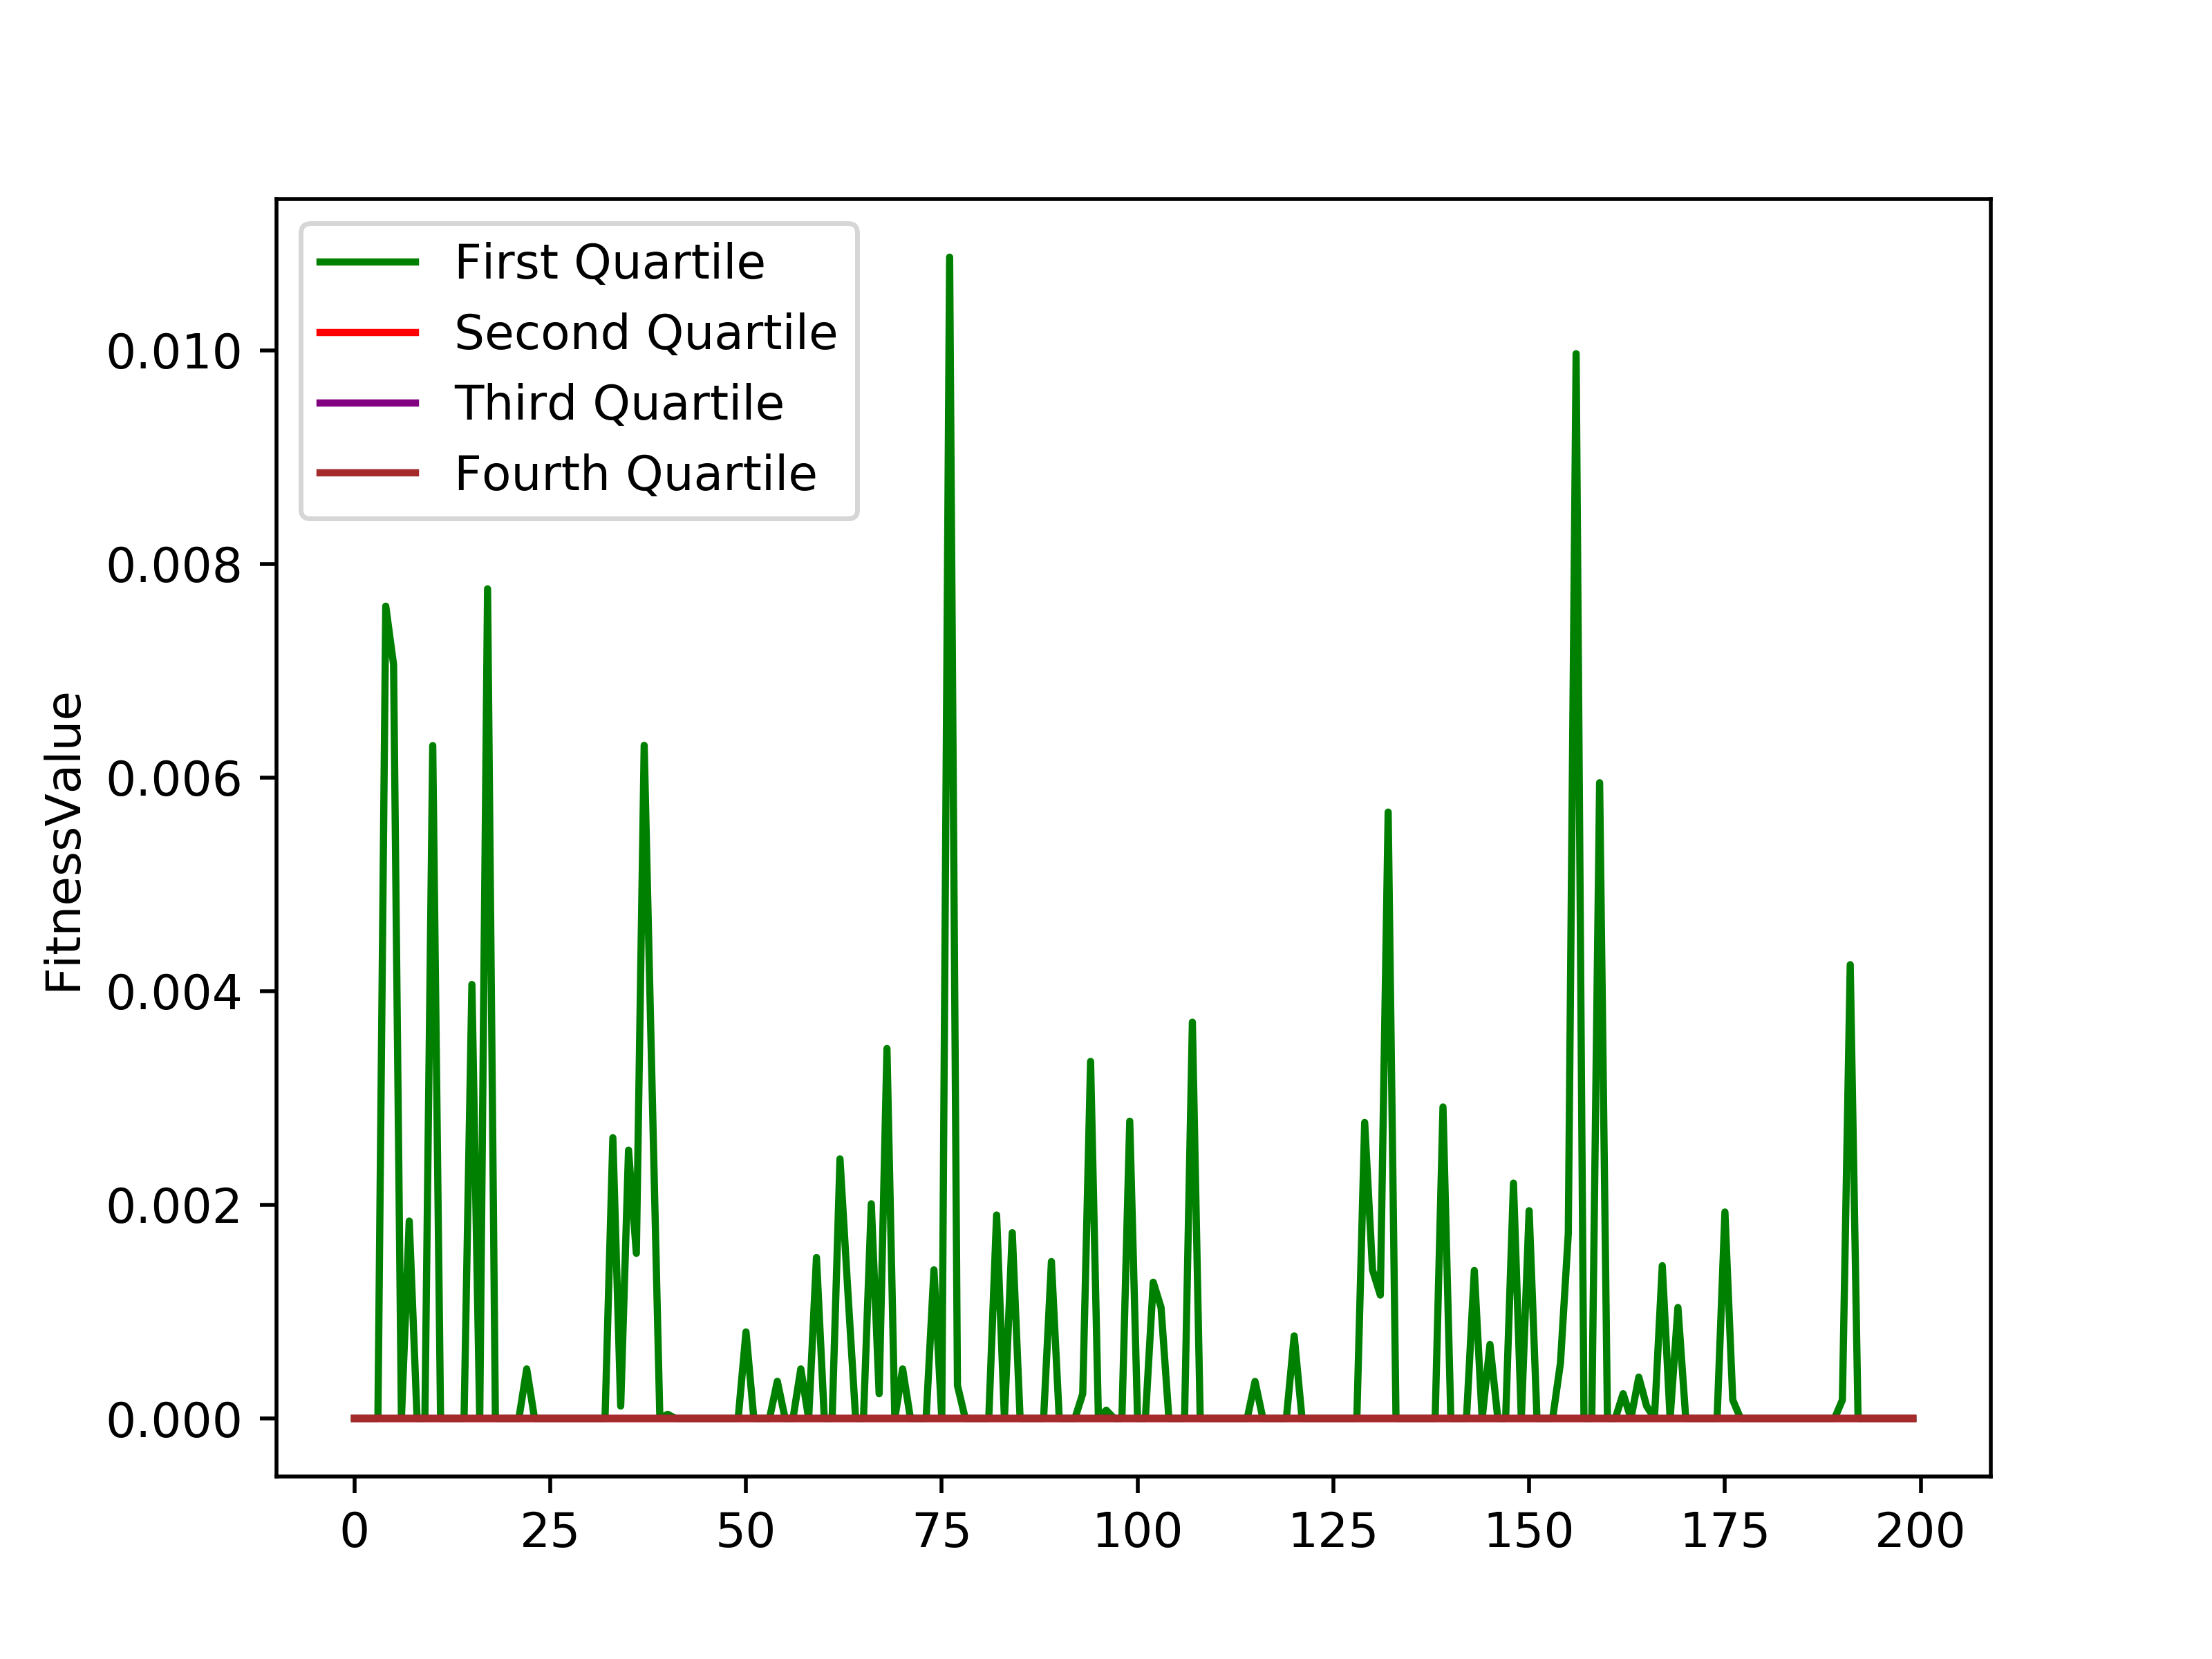 First Quartile
Second Quartile
Third Quartile
Fourth Quartile
0.010
0.008
0.006
0.004
0.002
0.000
FitnessValue
0 25 50 75 100 125 150 175 200